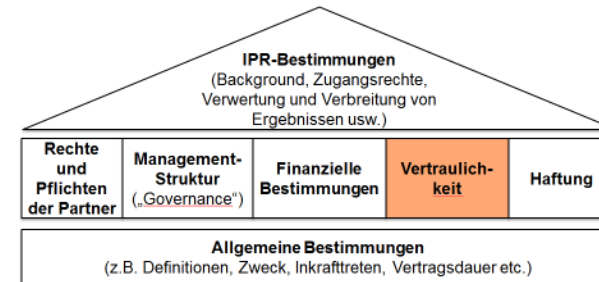 IPR-Bestimmungen
(Background, Zugangsrechte,
Verwertung und Verbreitung von
Ergebnissen usw.)
Rechte
und
Pflichten
der Partner
Management-
Struktur
(„Governance“)
Finanzielle
Bestimmungen
Vertraulich-
keit
Haftung
Allgemeine Bestimmungen
(z.B. Definitionen, Zweck, Inkrafttreten, Vertragsdauer etc.)